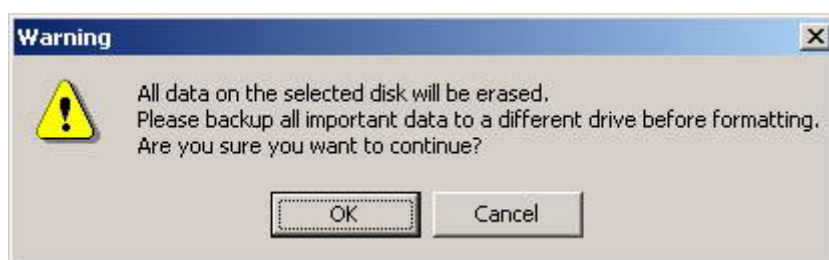 Warning
All data on the selected disk will be erased.
Please backup all important data to a different drive before formatting.
Are you sure you want to continue?
OK Cancel